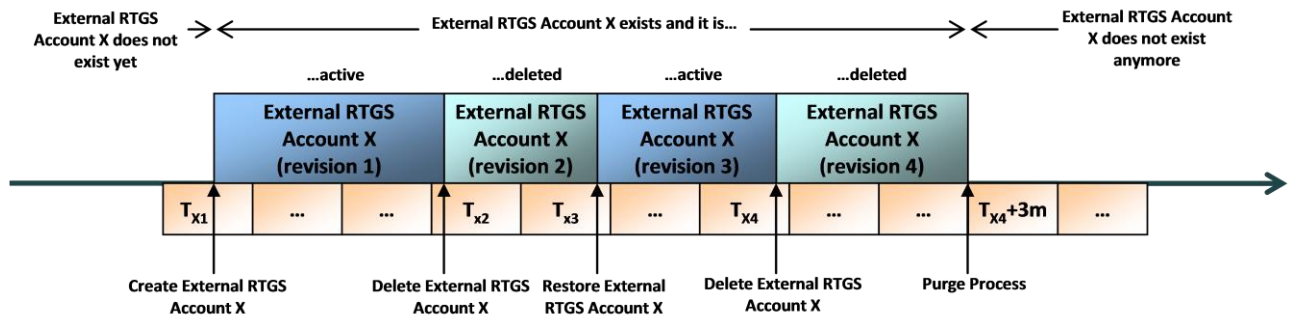 External RTGS
Account X does not
exist yet
External RTGS Account X exists and it is...
External RTGS Account
X does not exist
anymore
...active
...deleted
...active
...deleted
External RTGS
Account X
(revision 1)
External RTGS
Account X
(revision 2)
External RTGS
Account X
(revision 3)
External RTGS
Account X
(revision 4)
TX1
...
...
Tx2
Tx3
...
TX4
...
...
TX4+3m
...
Create External RTGS
Account X
Delete External RTGS
Account X
Restore External
RTGS Account X
Delete External RTGS
Account X
Purge Process